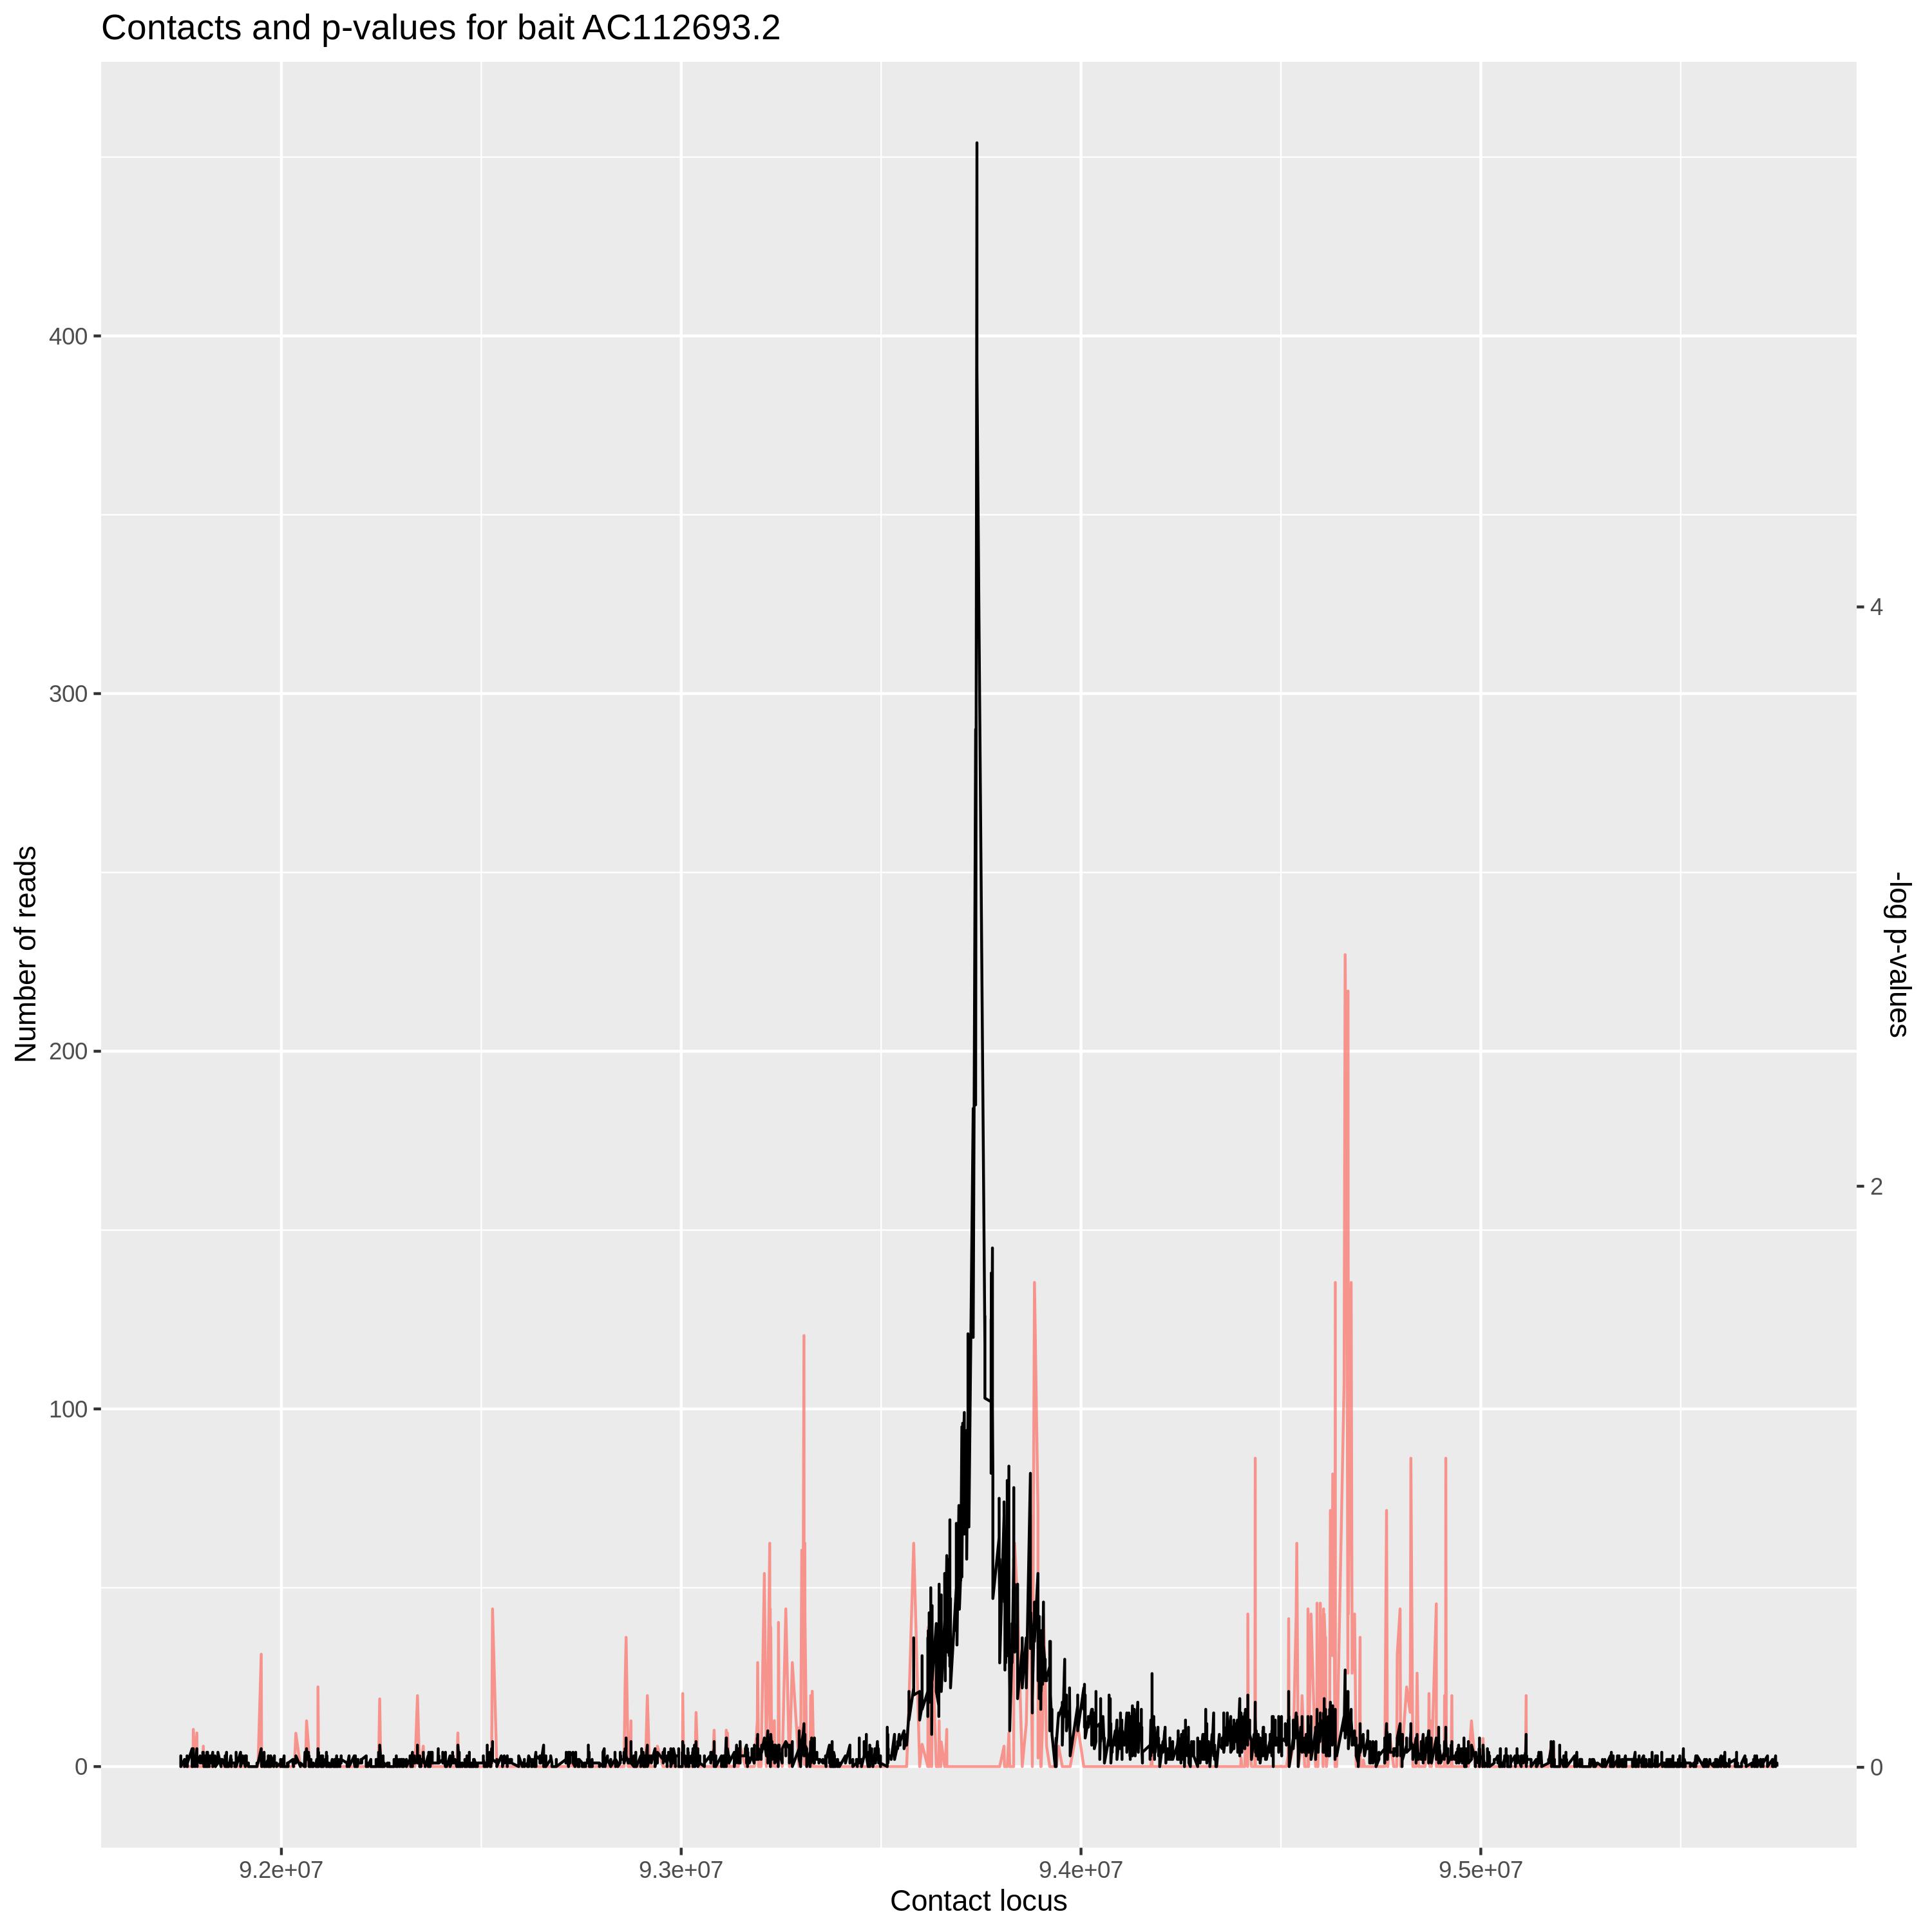 Contacts and p-values for bait AC112693.2
Number of reads
400
300
200
100
0
4
2
0
-log p-values
9.2e+07 9.3e+07 9.4e+07 9.5e+07
Contact locus